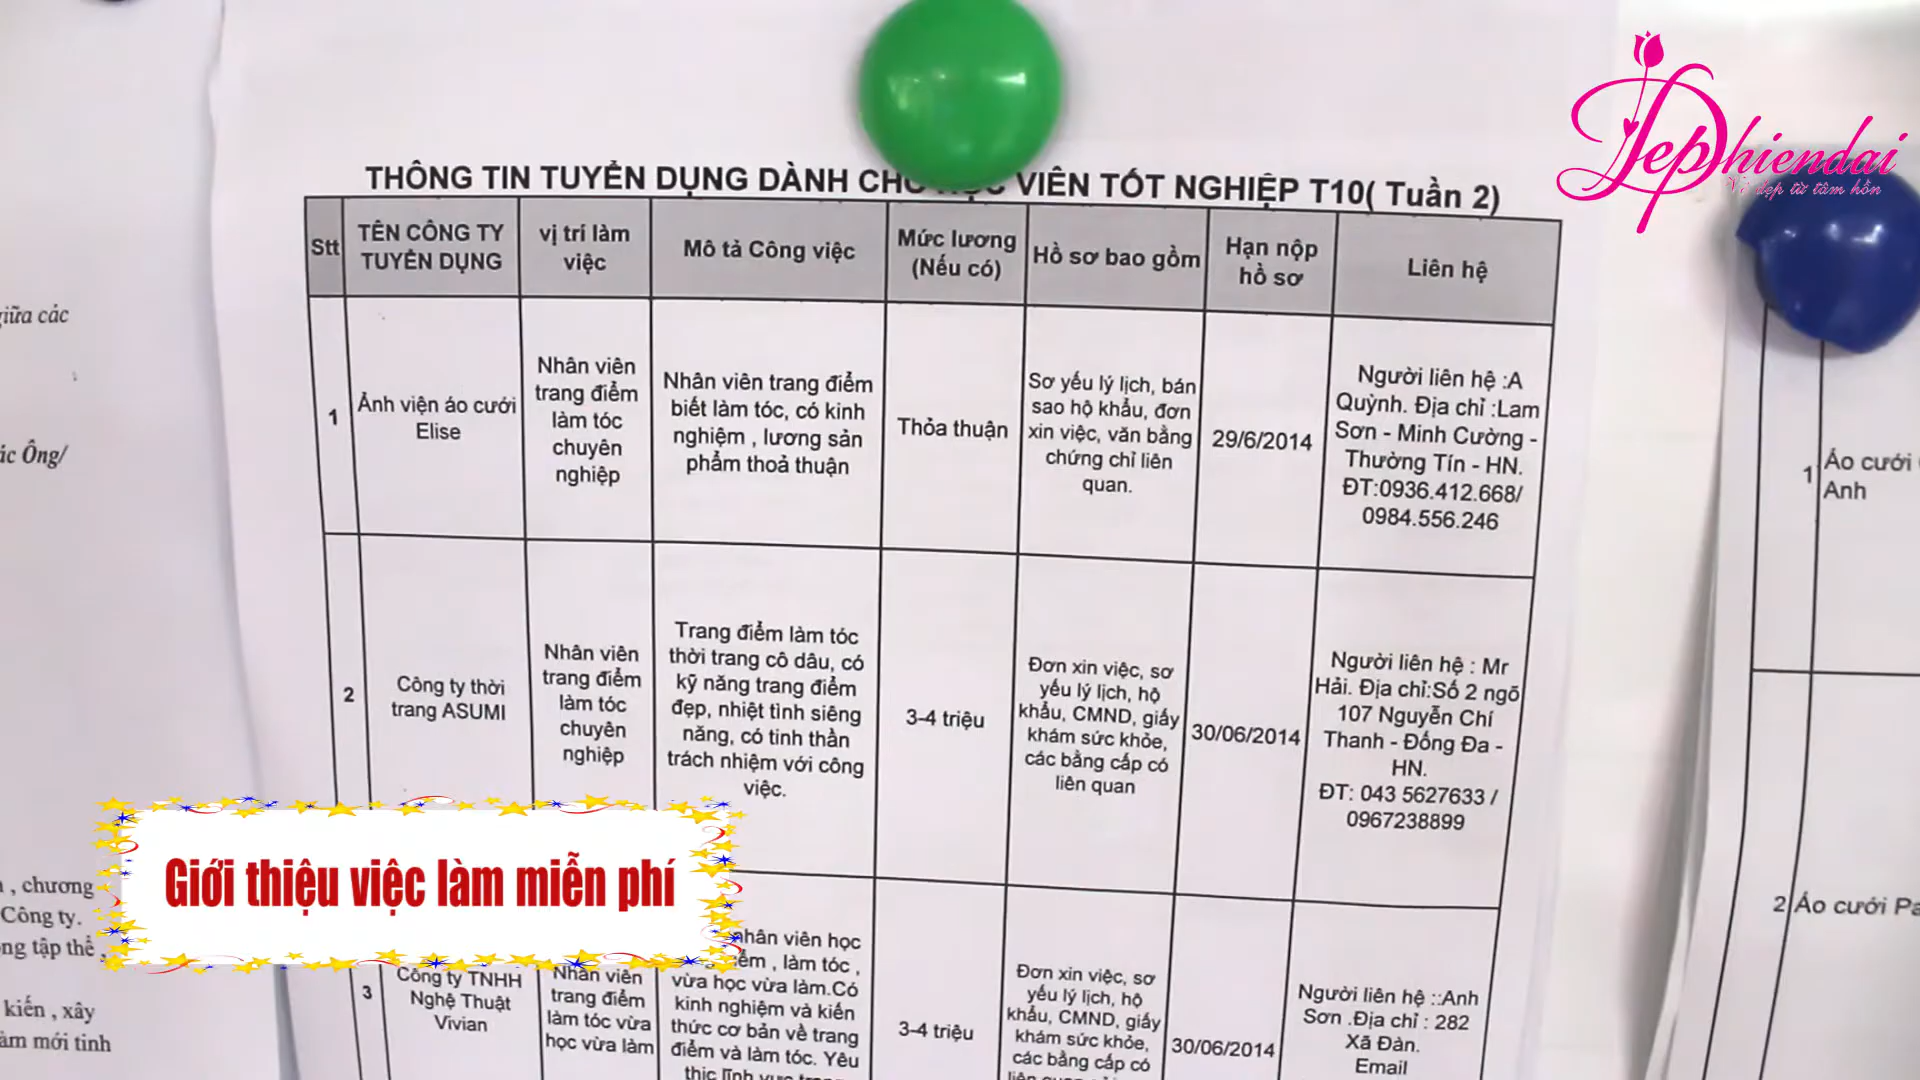 Dephiendai
Vẻ đẹp từ tâm hồn
THÔNG TIN TUYỂN DỤNG DÀNH CHO HỌC VIÊN TỐT NGHIỆP T10( Tuần 2)
Stt
TÊN CÔNG TY
TUYỂN DỤNG
vị trí làm
việc
Mô tả Công việc
Mức lương
(Nếu có)
Hồ sơ bao gồm
Hạn nộp
hồ sơ
Liên hệ
1
Ảnh viện áo cưới
Elise
Nhân viên
trang điểm
làm tóc
chuyên
nghiệp
Nhân viên trang điểm
biết làm tóc, có kinh
nghiệm , lương sản
phẩm thoả thuận
Thỏa thuận
Sơ yếu lý lịch, bán
sao hộ khẩu, đơn
xin việc, văn bằng
chứng chỉ liên
quan.
29/6/2014
Người liên hệ :A
Quỳnh. Địa chỉ :Lam
Sơn - Minh Cường -
Thường Tín - HN.
ĐT:0936.412.668/
0984.556.246
2
Công ty thời
trang ASUMI
Nhân viên
trang điểm
làm tóc
chuyên
nghiệp
Trang điểm làm tóc
thời trang cô dâu, có
kỹ năng trang điểm
đẹp, nhiệt tình siêng
năng, có tinh thần
trách nhiệm với công
việc.
3-4 triệu
Đơn xin việc, sơ
yếu lý lịch, hộ
khẩu, CMND, giấy
khám sức khỏe,
các bằng cấp có
liên quan
30/06/2014
Người liên hệ : Mr
Hải. Địa chỉ:Số 2 ngõ
107 Nguyễn Chí
Thanh - Đống Đa -
HN.
ĐT: 043 5627633 /
0967238899
3
Công ty TNHH
Nghệ Thuật
Vivian
Nhân viên
trang điểm
làm tóc vừa
học vừa làm
nhân viên học
, làm tóc ,
vừa học vừa làm.Có
kinh nghiệm và kiến
thức cơ bản về trang
điểm và làm tóc. Yêu
3-4 triệu
Đơn xin việc, sơ
yếu lý lịch, hộ
khẩu, CMND, giấy
khám sức khỏe,
các bằng cấp có
30/06/2014
Người liên hệ ::Anh
Sơn .Địa chỉ : 282
Xã Đàn.
Email
Giới thiệu việc làm miễn phí
giữa các
Ông/
, chương
Công ty.
tập thể ,
kiến , xây
mới tinh
1
Áo cưới
Anh
2
Áo cưới